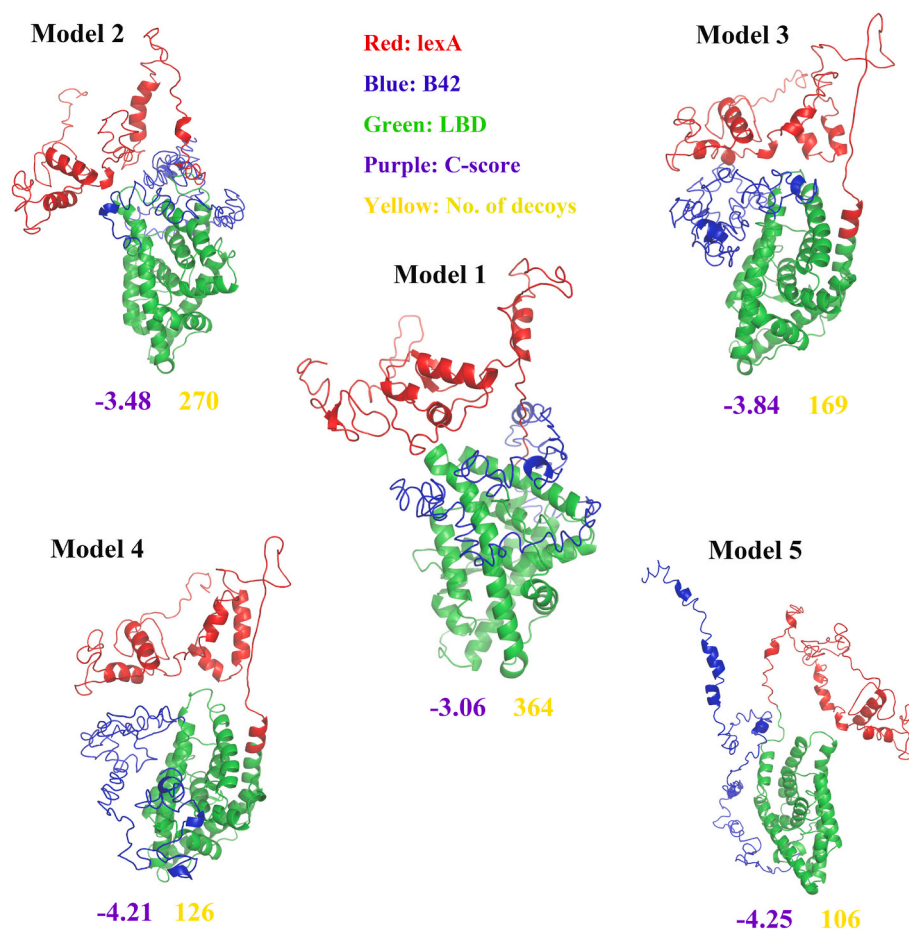 Model 2
Red: lexA
Blue: B42
Green: LBD
Purple: C-score
Yellow: No. of decoys
Model 3
-3.48 270
-3.84 169
Model 1
-3.06 364
Model 4
-4.21 126
Model 5
-4.25 106